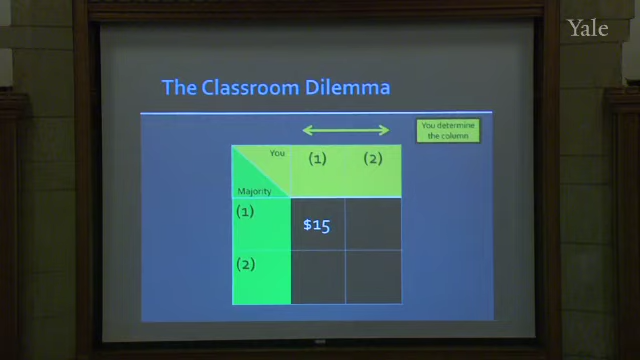 Yale
The Classroom Dilemma
You determine
the column
You
(1)
(2)
Majority
(1)
$15
(2)